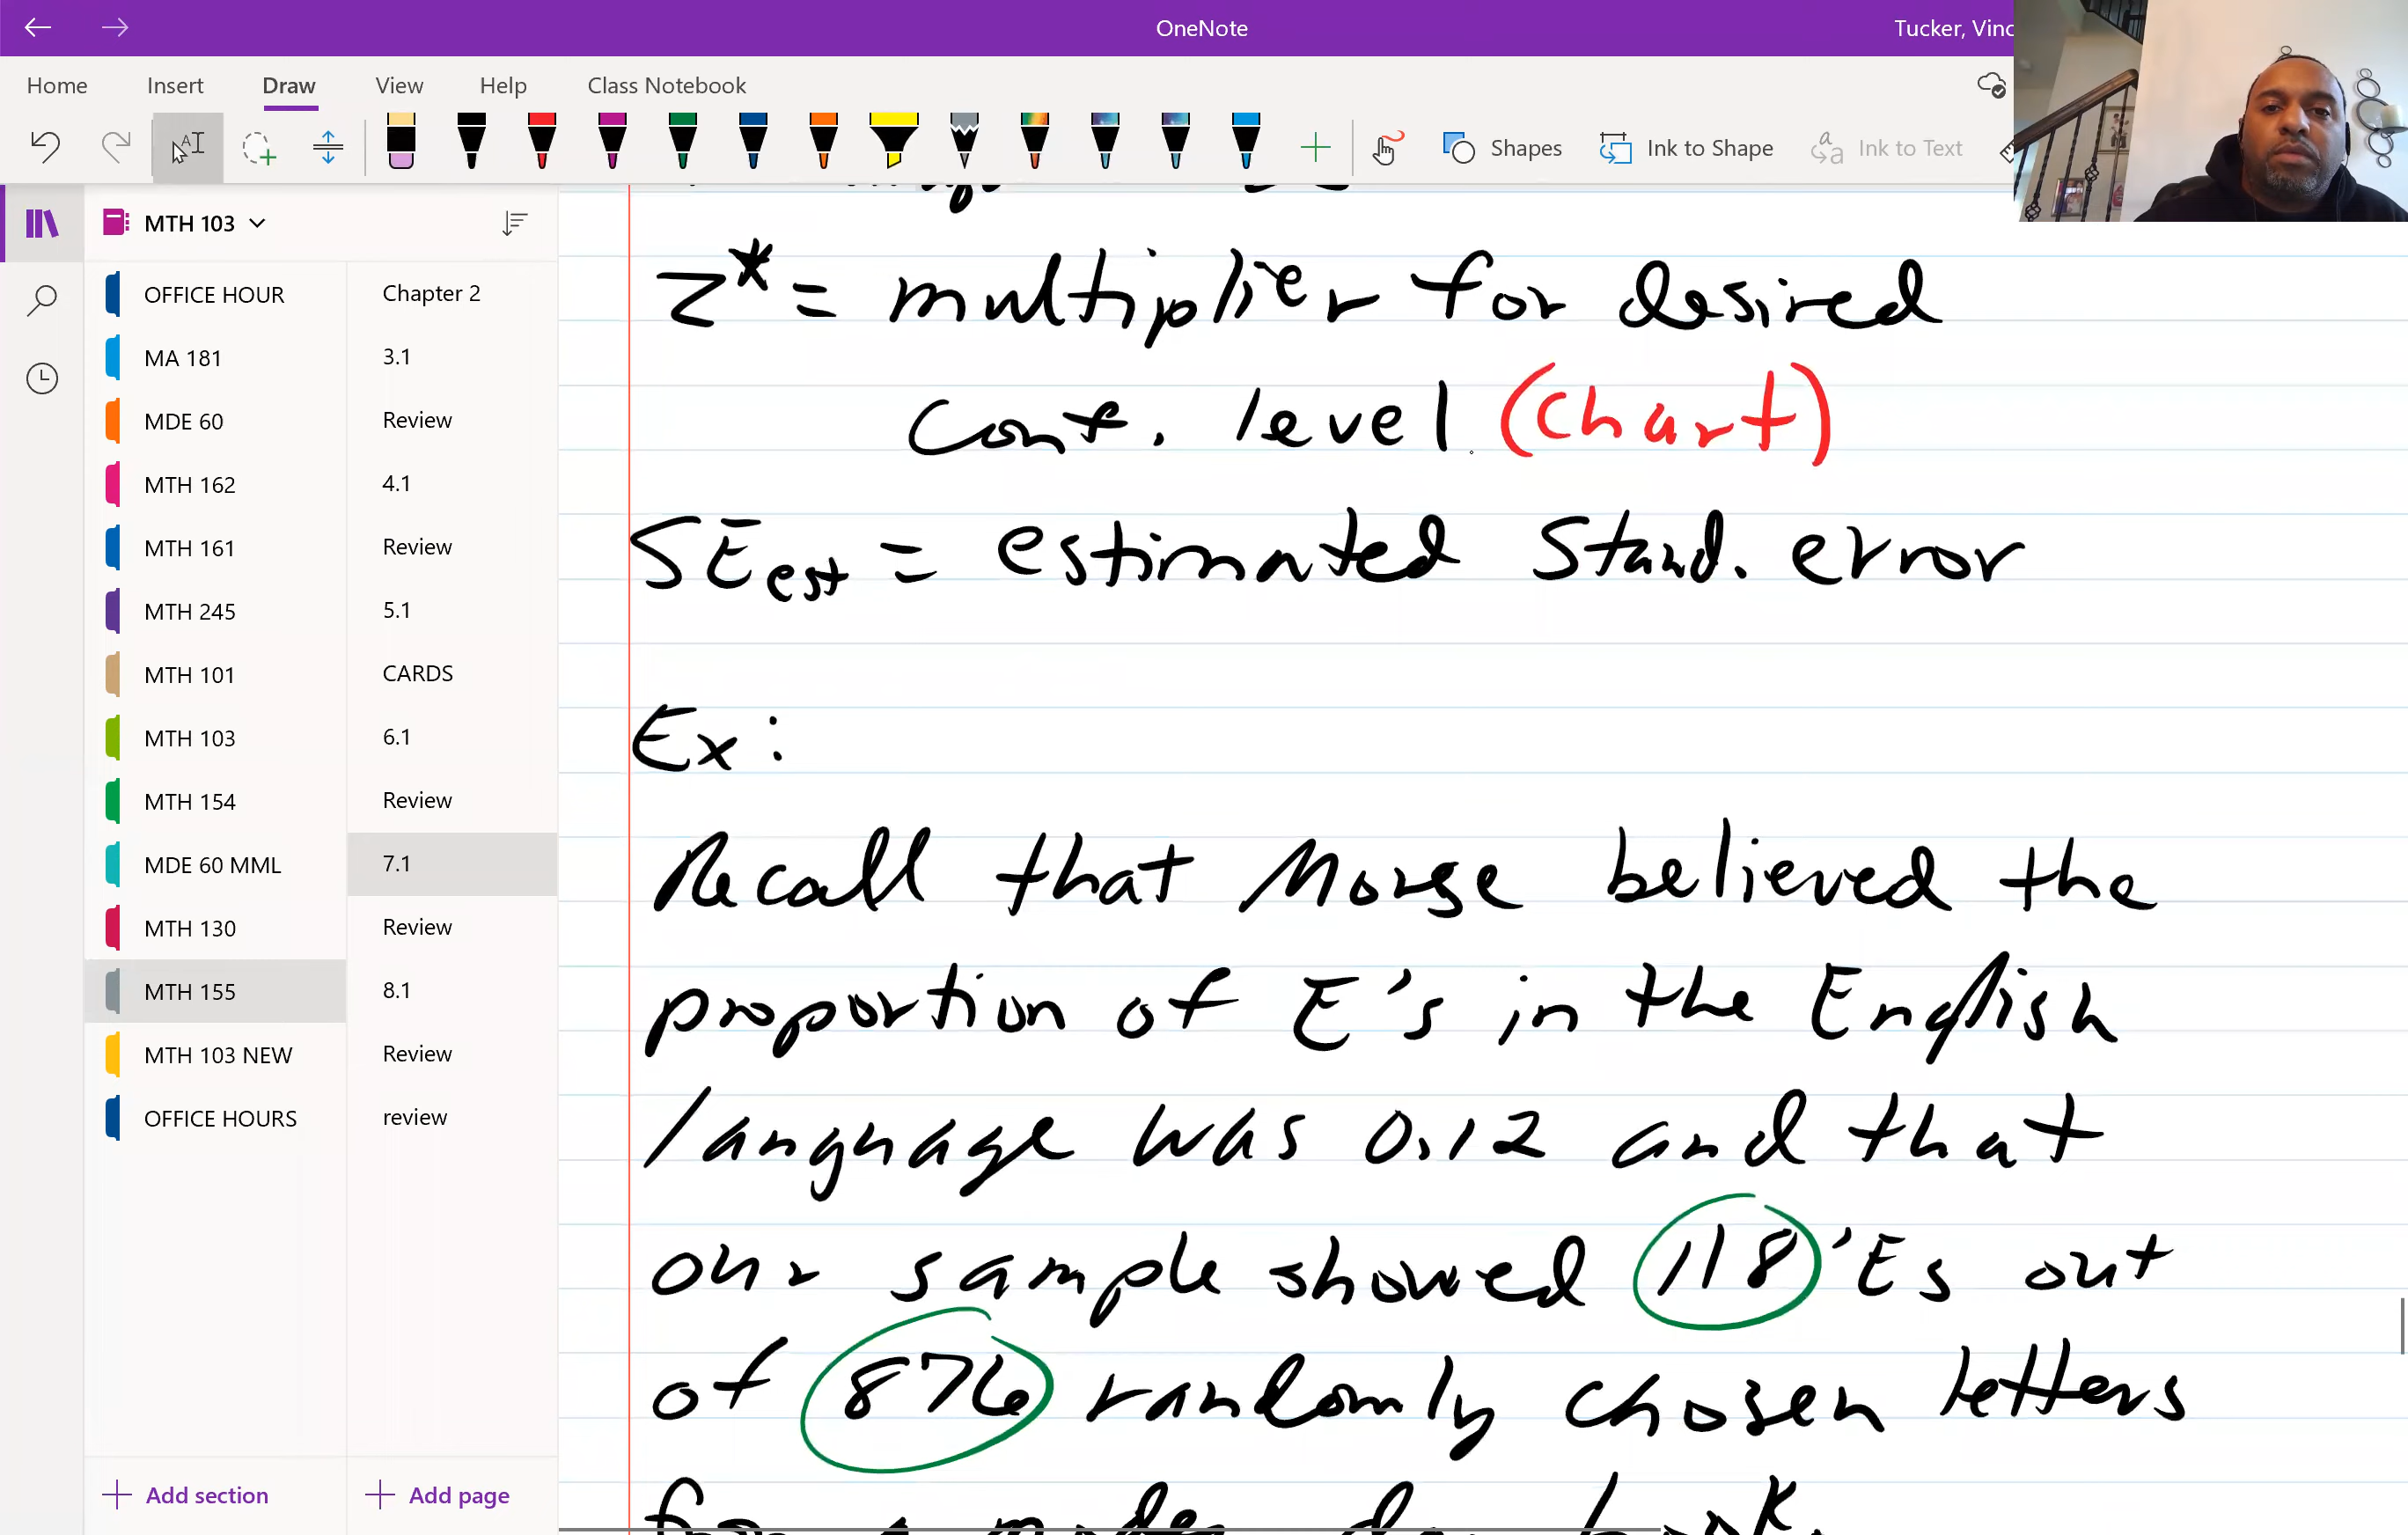 OneNote
Tucker, Vinc
Home Insert Draw View Help Class Notebook
Shapes Ink to Shape Ink to Text
MTH 103
OFFICE HOUR
MA 181
MDE 60
MTH 162
MTH 161
MTH 245
MTH 101
MTH 103
MTH 154
MDE 60 MML
MTH 130
MTH 155
MTH 103 NEW
OFFICE HOURS
Add section
Chapter 2
3.1
Review
4.1
Review
5.1
CARDS
6.1
Review
7.1
Review
8.1
Review
review
Add page
z* = multiplier for desired
conf. level (chart)
SEest = estimated stand. error
Ex:
Recall that Morse believed the
proportion of E's in the English
language was 0.12 and that
our sample showed 118 'Es out
of 876 randomly chosen letters